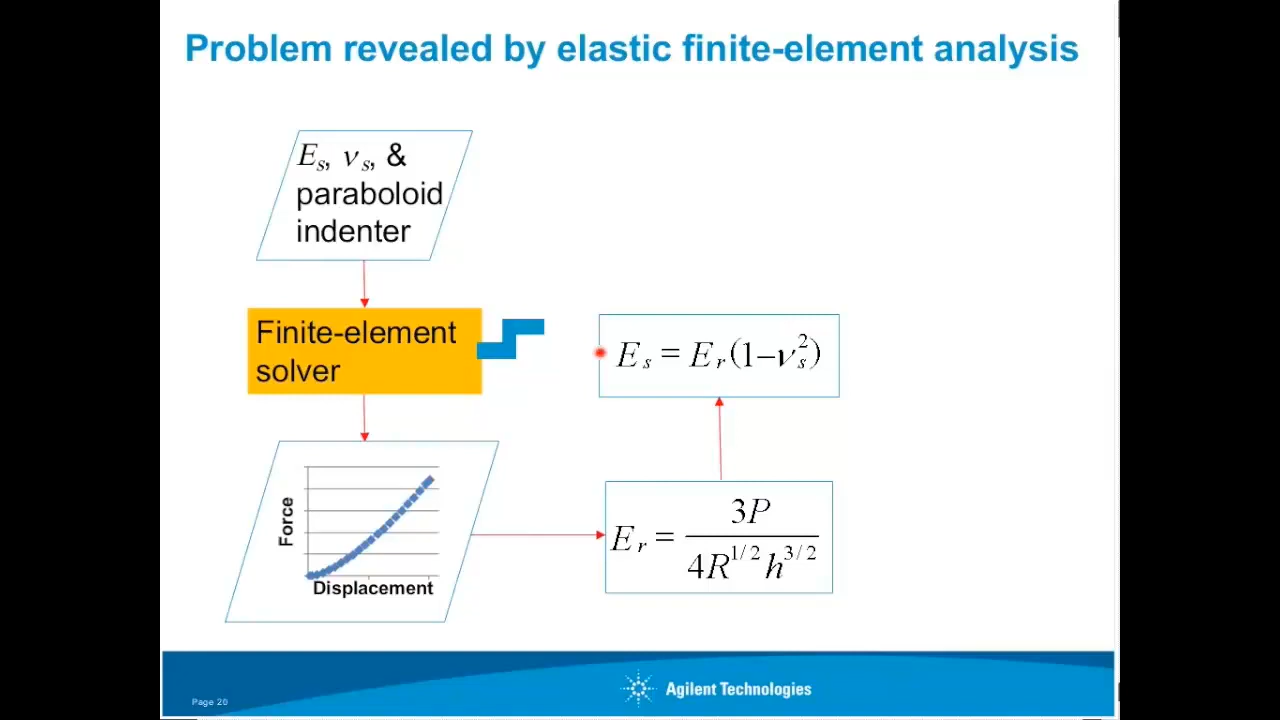 Problem revealed by elastic finite-element analysis
E_s, ν_s, &
paraboloid
indenter
Finite-element
solver
E_s = E_r(1–ν_s^2)
Force
Displacement
E_r = 3P / 4R^{1/2} h^{3/2}
Page 20
Agilent Technologies